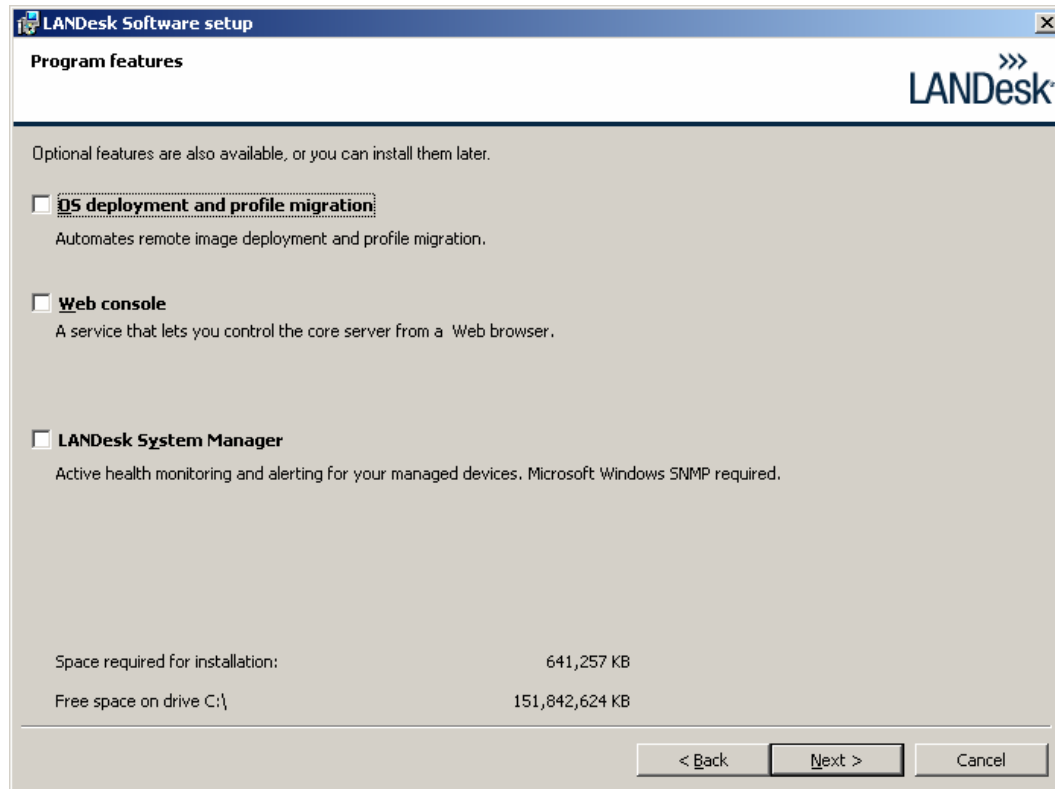 LANDesk Software setup
Program features
>>>
LANDesk
Optional features are also available, or you can install them later.
OS deployment and profile migration
Automates remote image deployment and profile migration.
Web console
A service that lets you control the core server from a  Web browser.
LANDesk System Manager
Active health monitoring and alerting for your managed devices. Microsoft Windows SNMP required.
Space required for installation: 641,257 KB
Free space on drive C:\ 151,842,624 KB
< Back Next > Cancel